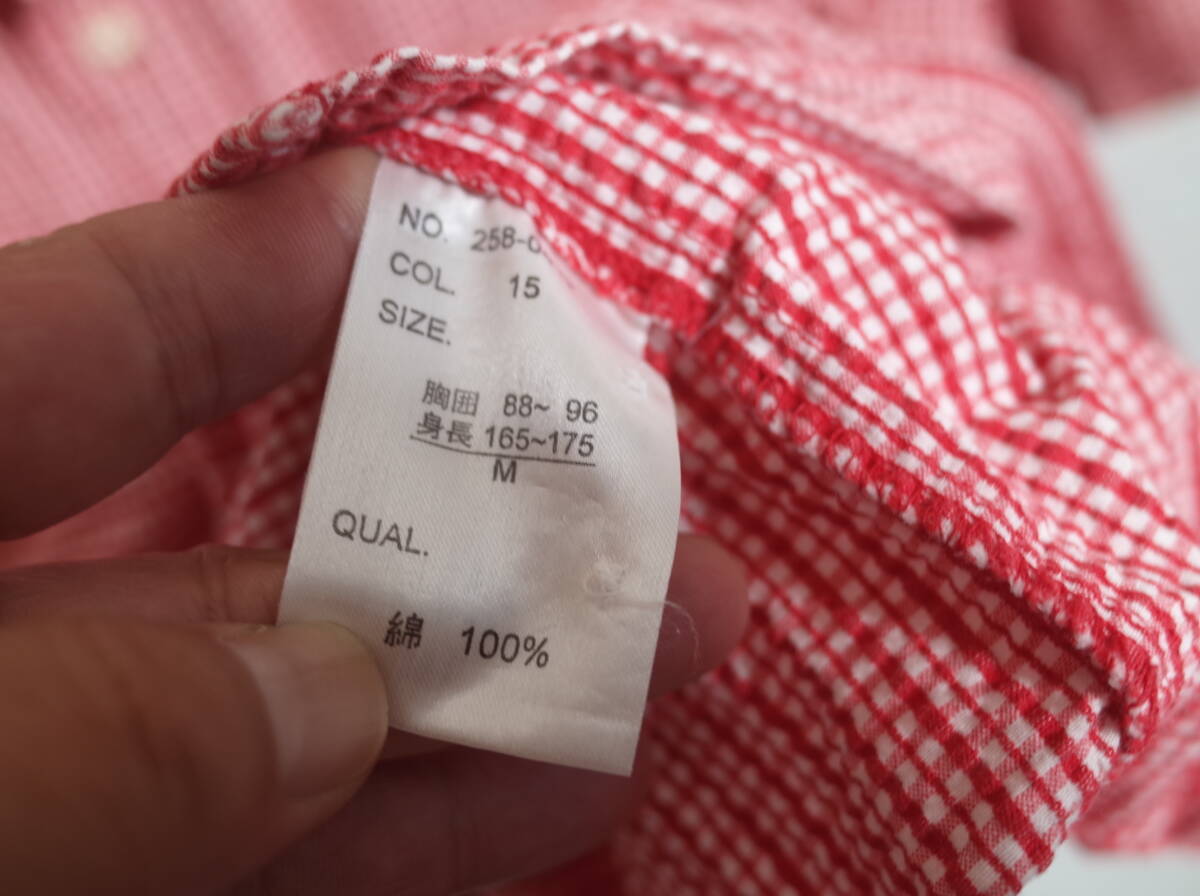 NO. 258-0
COL. 15
SIZE.
胸囲 88~ 96
身長 165~175
M
QUAL.
綿 100%